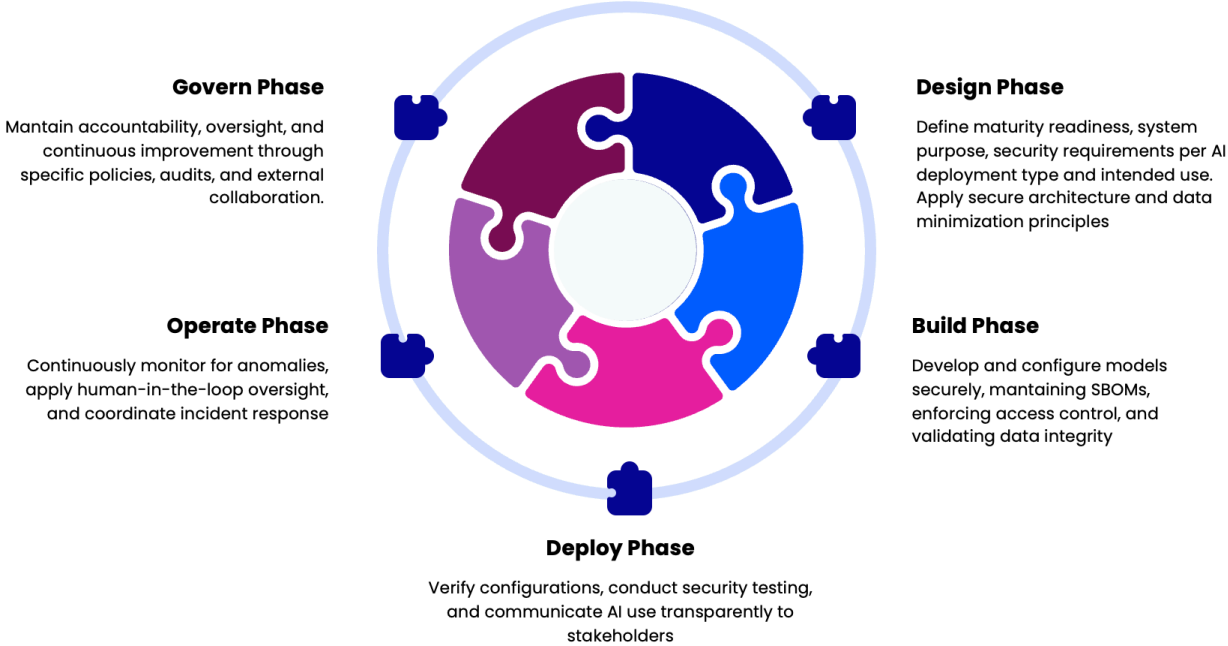 Govern Phase
Mantain accountability, oversight, and
continuous improvement through
specific policies, audits, and external
collaboration.
Design Phase
Define maturity readiness, system
purpose, security requirements per AI
deployment type and intended use.
Apply secure architecture and data
minimization principles
Operate Phase
Continuously monitor for anomalies,
apply human-in-the-loop oversight,
and coordinate incident response
Build Phase
Develop and configure models
securely, mantaining SBOMs,
enforcing access control, and
validating data integrity
Deploy Phase
Verify configurations, conduct security testing,
and communicate AI use transparently to
stakeholders